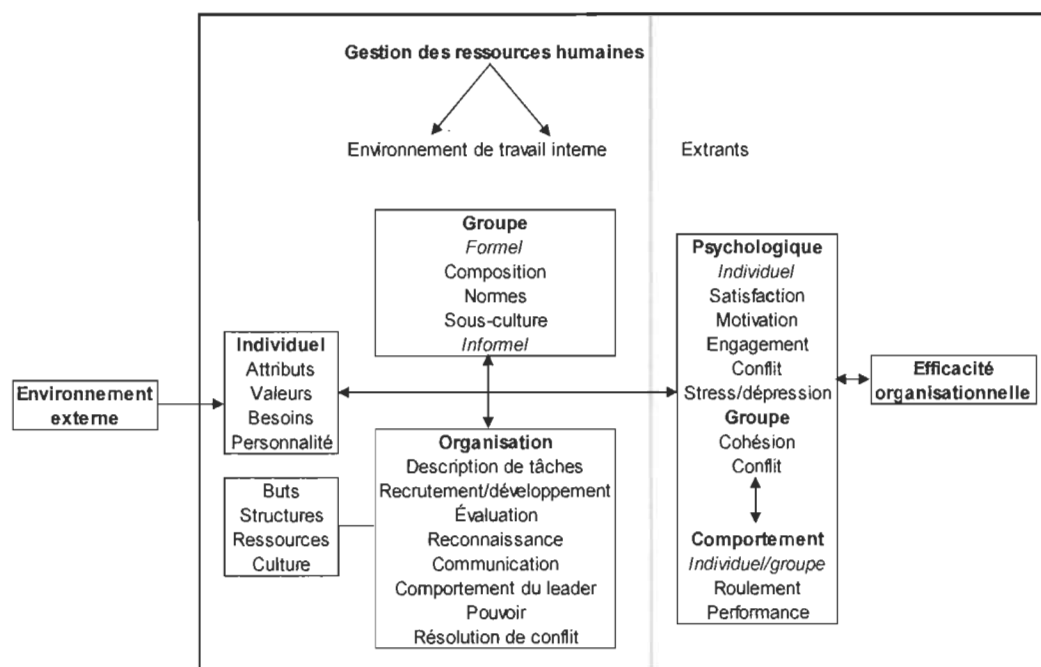 Gestion des ressources humaines
Environnement de travail interne
Extrants
Groupe
Formel
Composition
Normes
Sous-culture
Informel
Environnement
externe
Individuel
Attributs
Valeurs
Besoins
Personnalité
Buts
Structures
Ressources
Culture
Organisation
Description de tâches
Recrutement/développement
Évaluation
Reconnaissance
Communication
Comportement du leader
Pouvoir
Résolution de conflit
Psychologique
Individuel
Satisfaction
Motivation
Engagement
Conflit
Stress/dépression
Groupe
Cohésion
Conflit
Comportement
Individuel/groupe
Roulement
Performance
Efficacité
organisationnelle